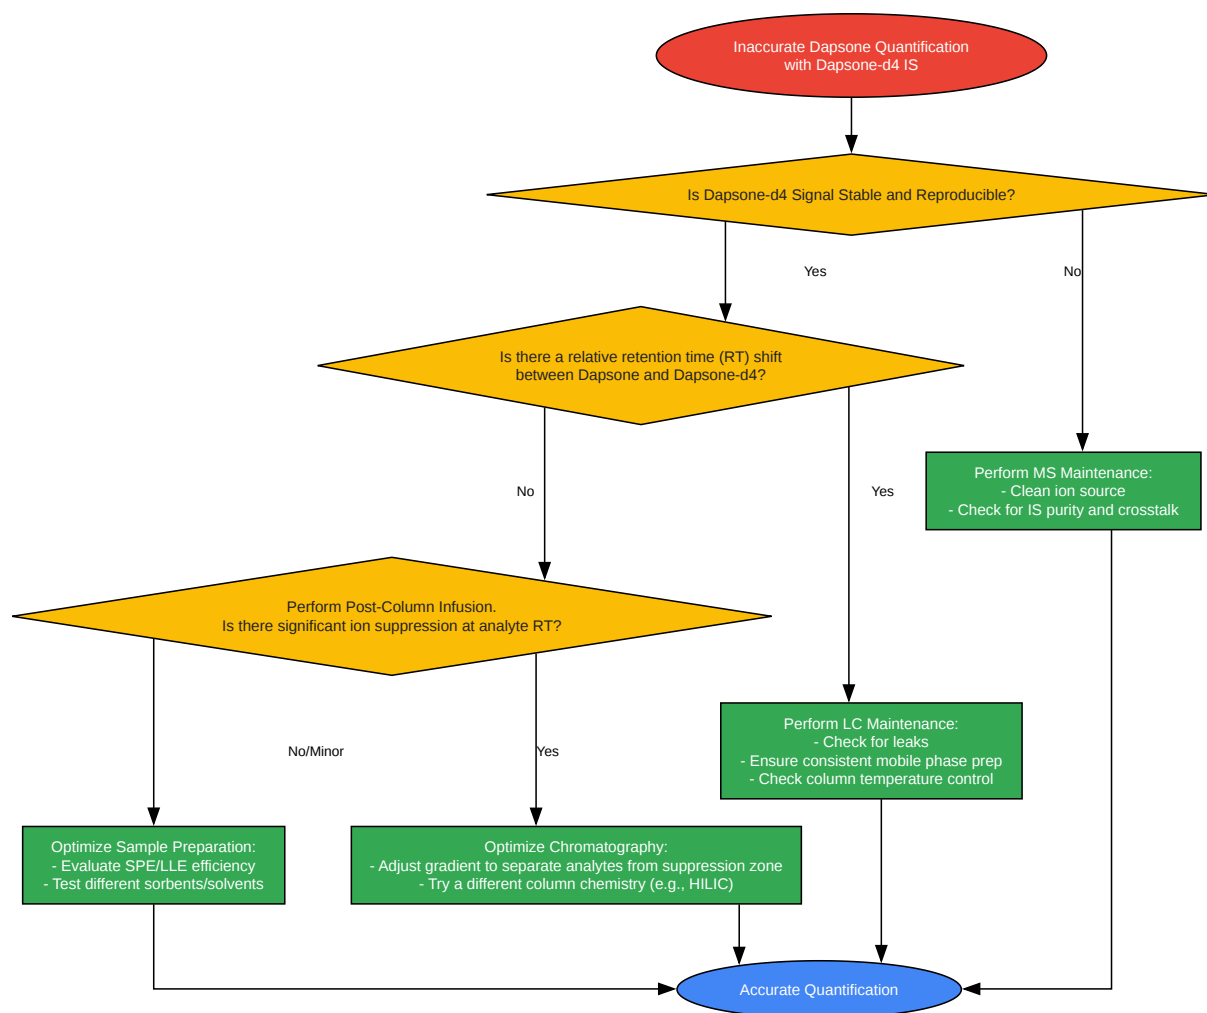 Inaccurate Dapsone Quantification
with Dapsone-d4 IS
Is Dapsone-d4 Signal Stable and Reproducible?
Yes
No
Is there a relative retention time (RT) shift
between Dapsone and Dapsone-d4?
No
Yes
Perform MS Maintenance:
- Clean ion source
- Check for IS purity and crosstalk
Perform Post-Column Infusion.
Is there significant ion suppression at analyte RT?
No/Minor
Yes
Perform LC Maintenance:
- Check for leaks
- Ensure consistent mobile phase prep
- Check column temperature control
Optimize Sample Preparation:
- Evaluate SPE/LLE efficiency
- Test different sorbents/solvents
Optimize Chromatography:
- Adjust gradient to separate analytes from suppression zone
- Try a different column chemistry (e.g., HILIC)
Accurate Quantification